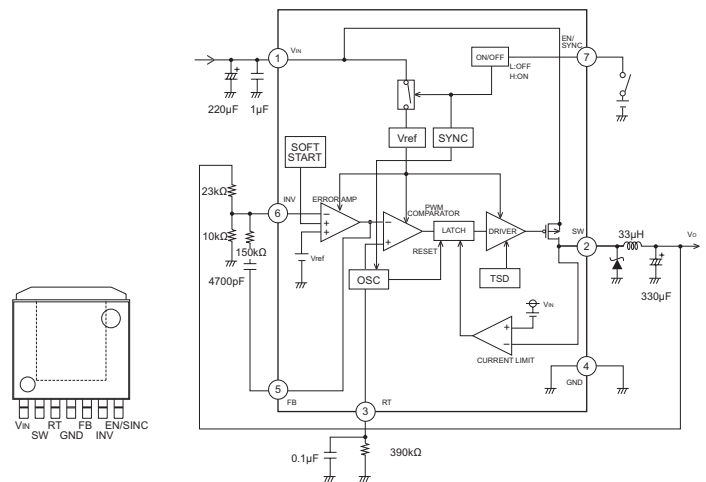 VIN
1
220µF
1µF
ON/OFF
L:OFF
H:ON
EN/
SYNC
7
Vref
SYNC
SOFT
START
23kΩ
INV
6
ERROR AMP
PWM
COMPARATOR
LATCH
DRIVER
SW
2
33µH
VO
10kΩ
150kΩ
4700pF
Vref
RESET
OSC
TSD
330µF
VIN
CURRENT LIMIT
5
FB
4
GND
3
RT
0.1µF
390kΩ
VIN
SW
RT
GND
FB
INV
EN/SINC
−
+
+
−
+
+
−
+
+